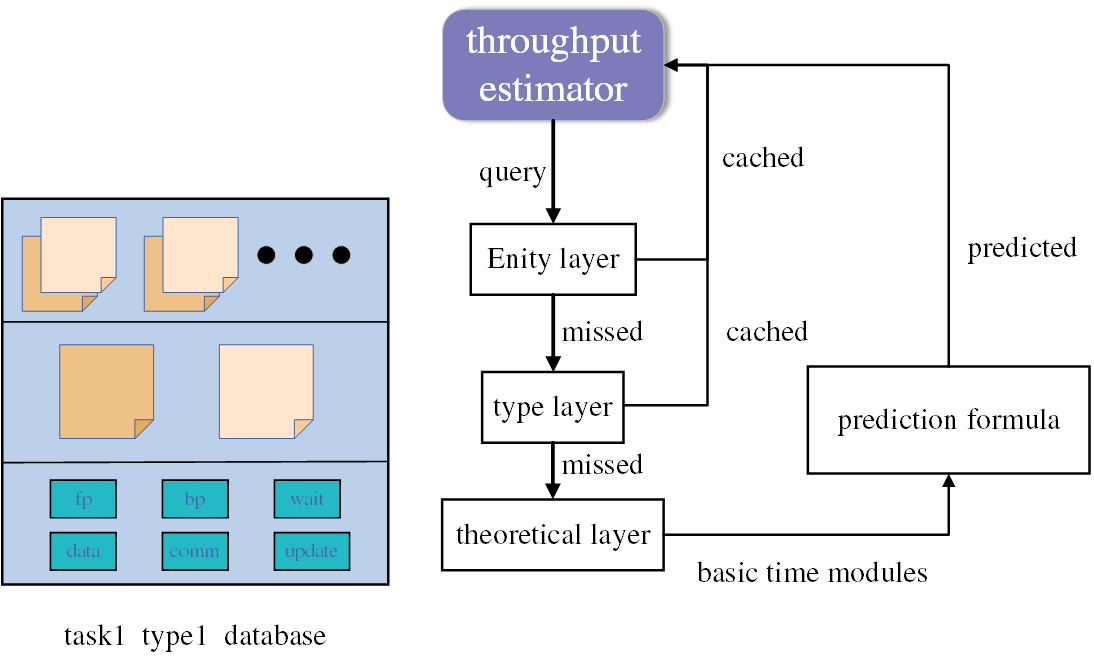 throughput
estimator
query
cached
Enity layer
predicted
missed
cached
type layer
prediction formula
missed
theoretical layer
basic time modules
fp
bp
wait
data
comm
update
task1 type1 database